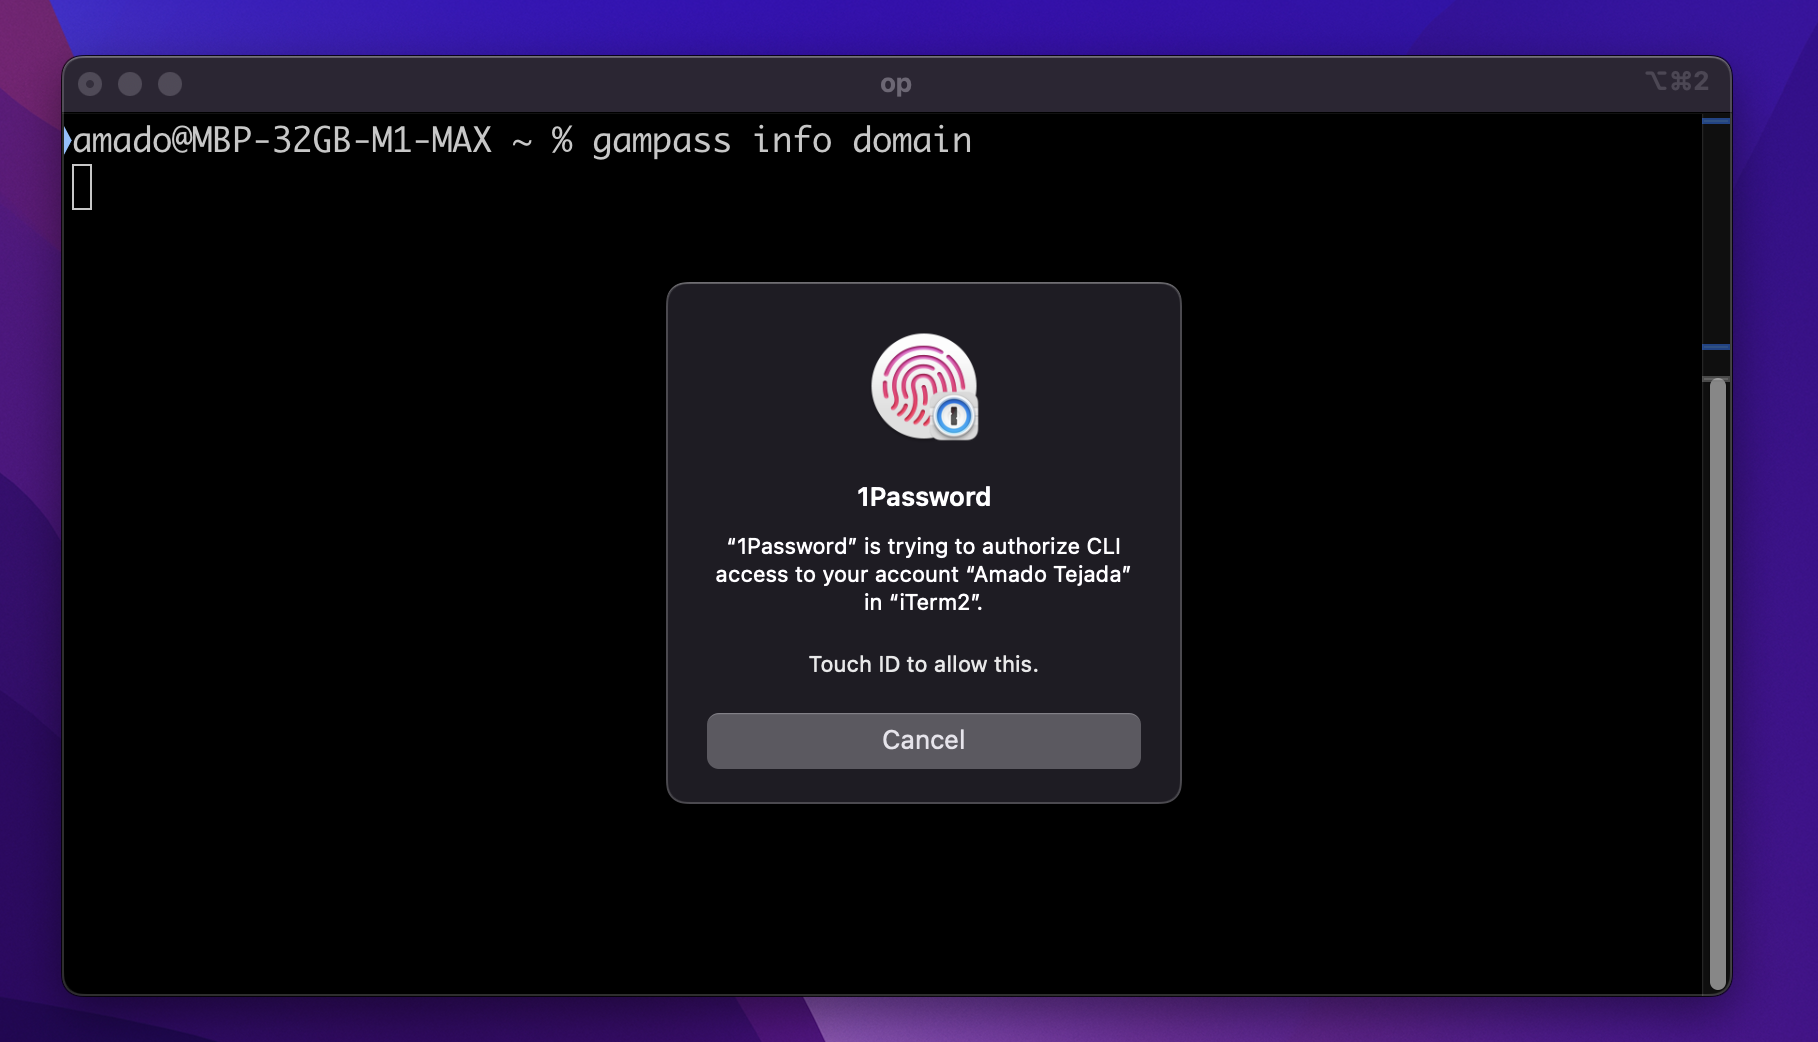 op
⌥⌘2
amado@MBP-32GB-M1-MAX ~ % gampass info domain
1Password
“1Password” is trying to authorize CLI
access to your account “Amado Tejada”
in “iTerm2”.
Touch ID to allow this.
Cancel